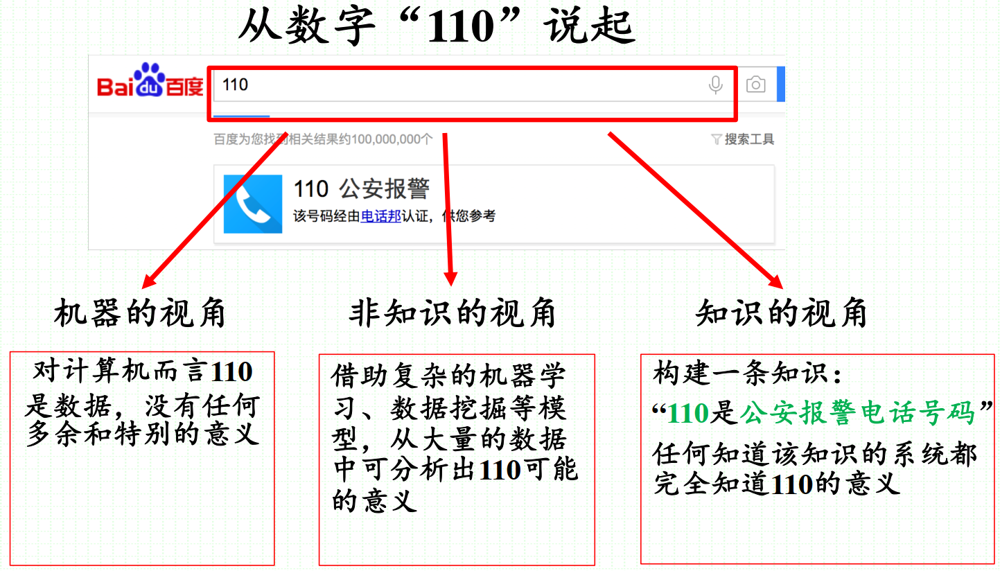 从数字“110”说起
Bai du 百度
110
百度为您找到相关结果约100,000,000个
搜索工具
110 公安报警
该号码经由电话邦认证，供您参考
机器的视角
非知识的视角
知识的视角
对计算机而言110
是数据，没有任何
多余和特别的意义
借助复杂的机器学
习、数据挖掘等模
型，从大量的数据
中可分析出110可能
的意义
构建一条知识：
“110是公安报警电话号码”
任何知道该知识的系统都
完全知道110的意义